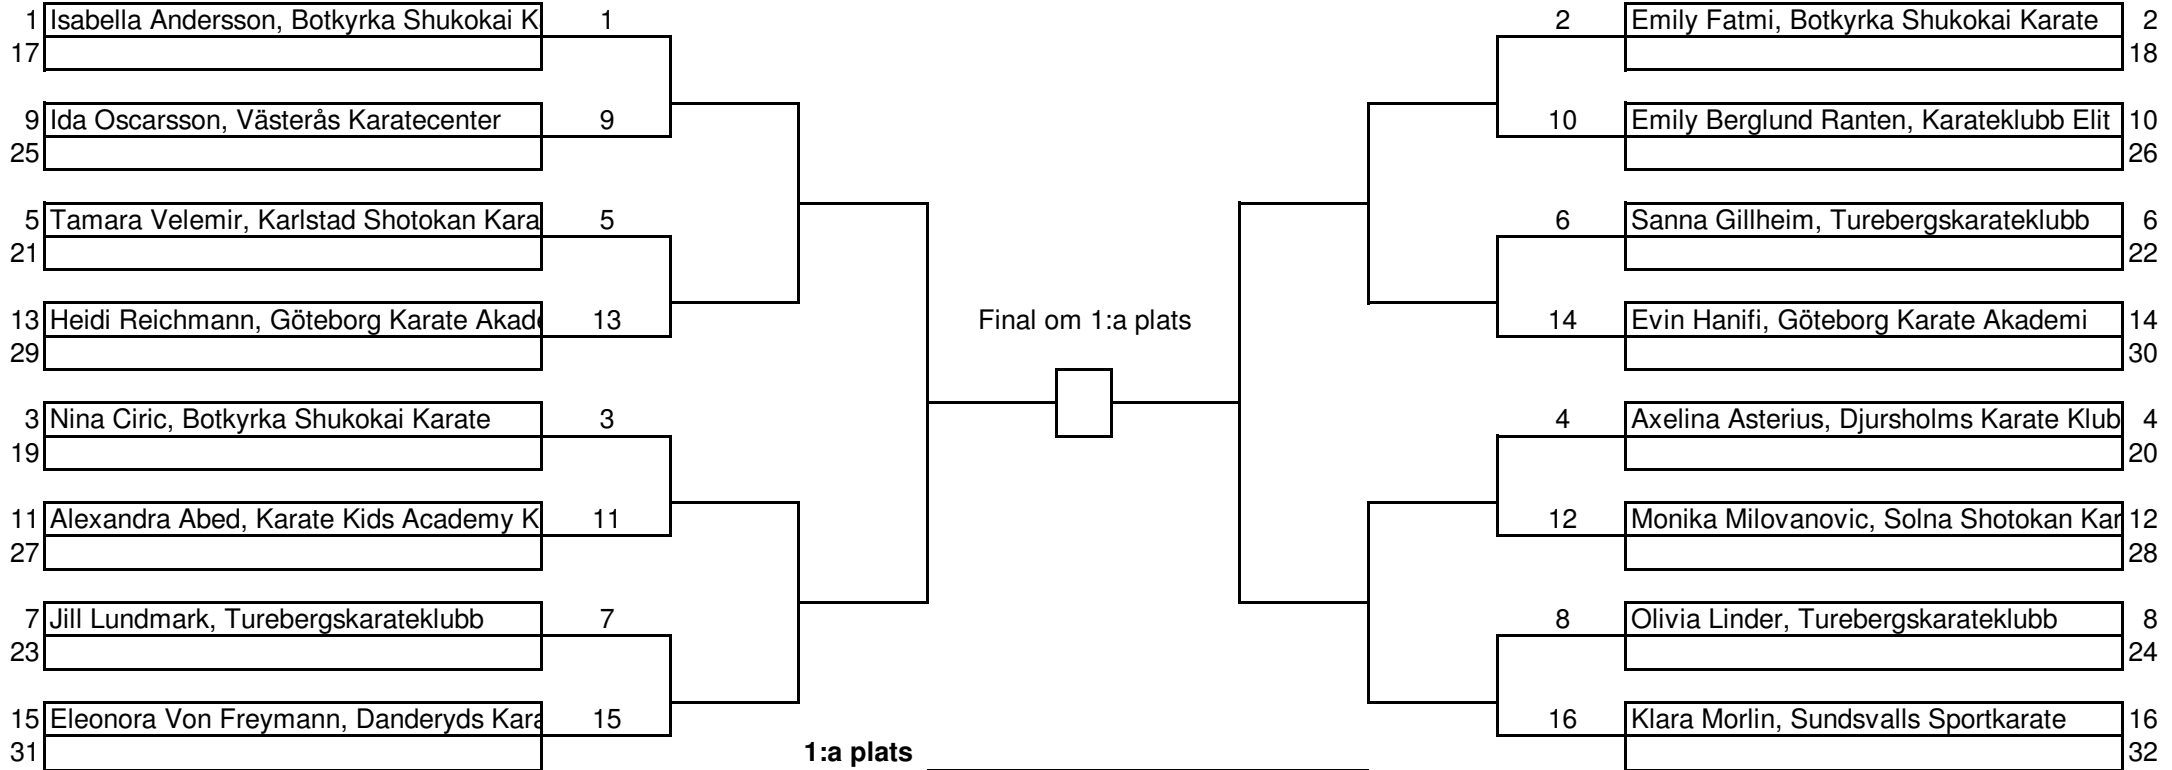 1 Isabella Andersson, Botkyrka Shukokai K 1 2 Emily Fatmi, Botkyrka Shukokai Karate 2
17 18
9 Ida Oscarsson, Västerås Karatecenter 9 10 Emily Berglund Ranten, Karateklubb Elit 10
25 26
5 Tamara Velemir, Karlstad Shotokan Kara 5 6 Sanna Gillheim, Turebergskarateklubb 6
21 22
13 Heidi Reichmann, Göteborg Karate Akade 13 Final om 1:a plats 14 Evin Hanifi, Göteborg Karate Akademi 14
29 30
3 Nina Ciric, Botkyrka Shukokai Karate 3 4 Axelina Asterius, Djursholms Karate Klub 4
19 20
11 Alexandra Abed, Karate Kids Academy K 11 12 Monika Milovanovic, Solna Shotokan Kar 12
27 28
7 Jill Lundmark, Turebergskarateklubb 7 8 Olivia Linder, Turebergskarateklubb 8
23 24
15 Eleonora Von Freymann, Danderyds Kara 15 16 Klara Morlin, Sundsvalls Sportkarate 16
31 1:a plats 32